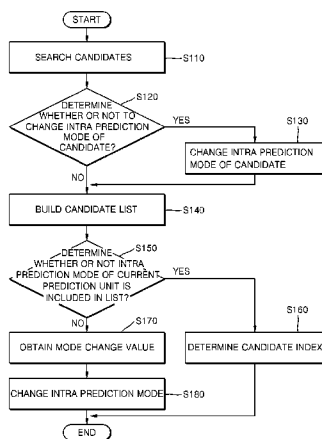 START
SEARCH CANDIDATES
S110
S120
DETERMINE
WHETHER OR NOT TO
CHANGE INTRA PREDICTION
MODE OF
CANDIDATE?
YES
S130
CHANGE INTRA PREDICTION
MODE OF CANDIDATE
NO
BUILD CANDIDATE LIST
S140
S150
DETERMINE
WHETHER OR NOT INTRA
PREDICTION MODE OF CURRENT
PREDICTION UNIT IS
INCLUDED IN LIST?
YES
S160
NO
S170
OBTAIN MODE CHANGE VALUE
DETERMINE CANDIDATE INDEX
CHANGE INTRA PREDICTION MODE
S180
END